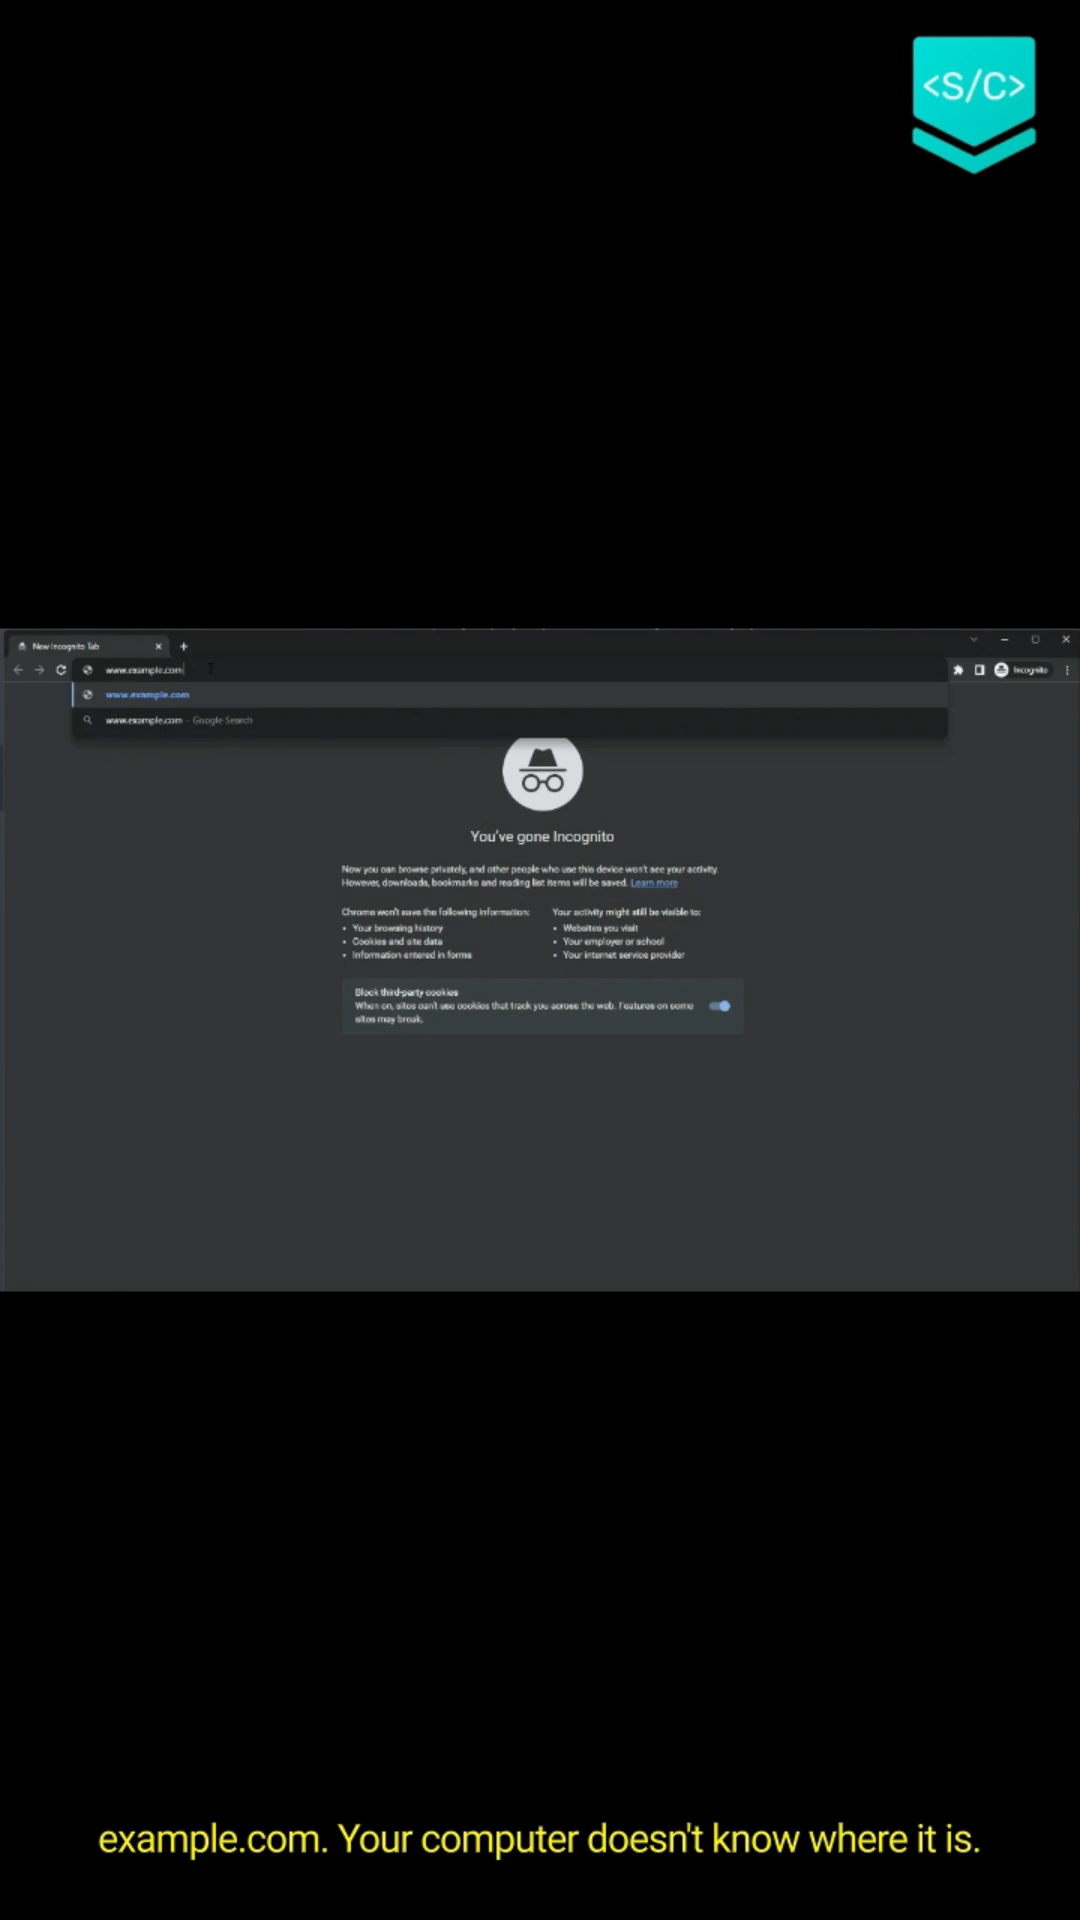 <S/C>
New Incognito Tab
www.example.com
Incognito
www.example.com
www.example.com - Google Search
You've gone Incognito
Now you can browse privately, and other people who use this device won't see your activity.
However, downloads, bookmarks and reading list items will be saved. Learn more
Chrome won't save the following information:
• Your browsing history
• Cookies and site data
• Information entered in forms
Your activity might still be visible to:
• Websites you visit
• Your employer or school
• Your internet service provider
Block third-party cookies
When on, sites can't use cookies that track you across the web. Features on some
sites may break.
example.com. Your computer doesn't know where it is.